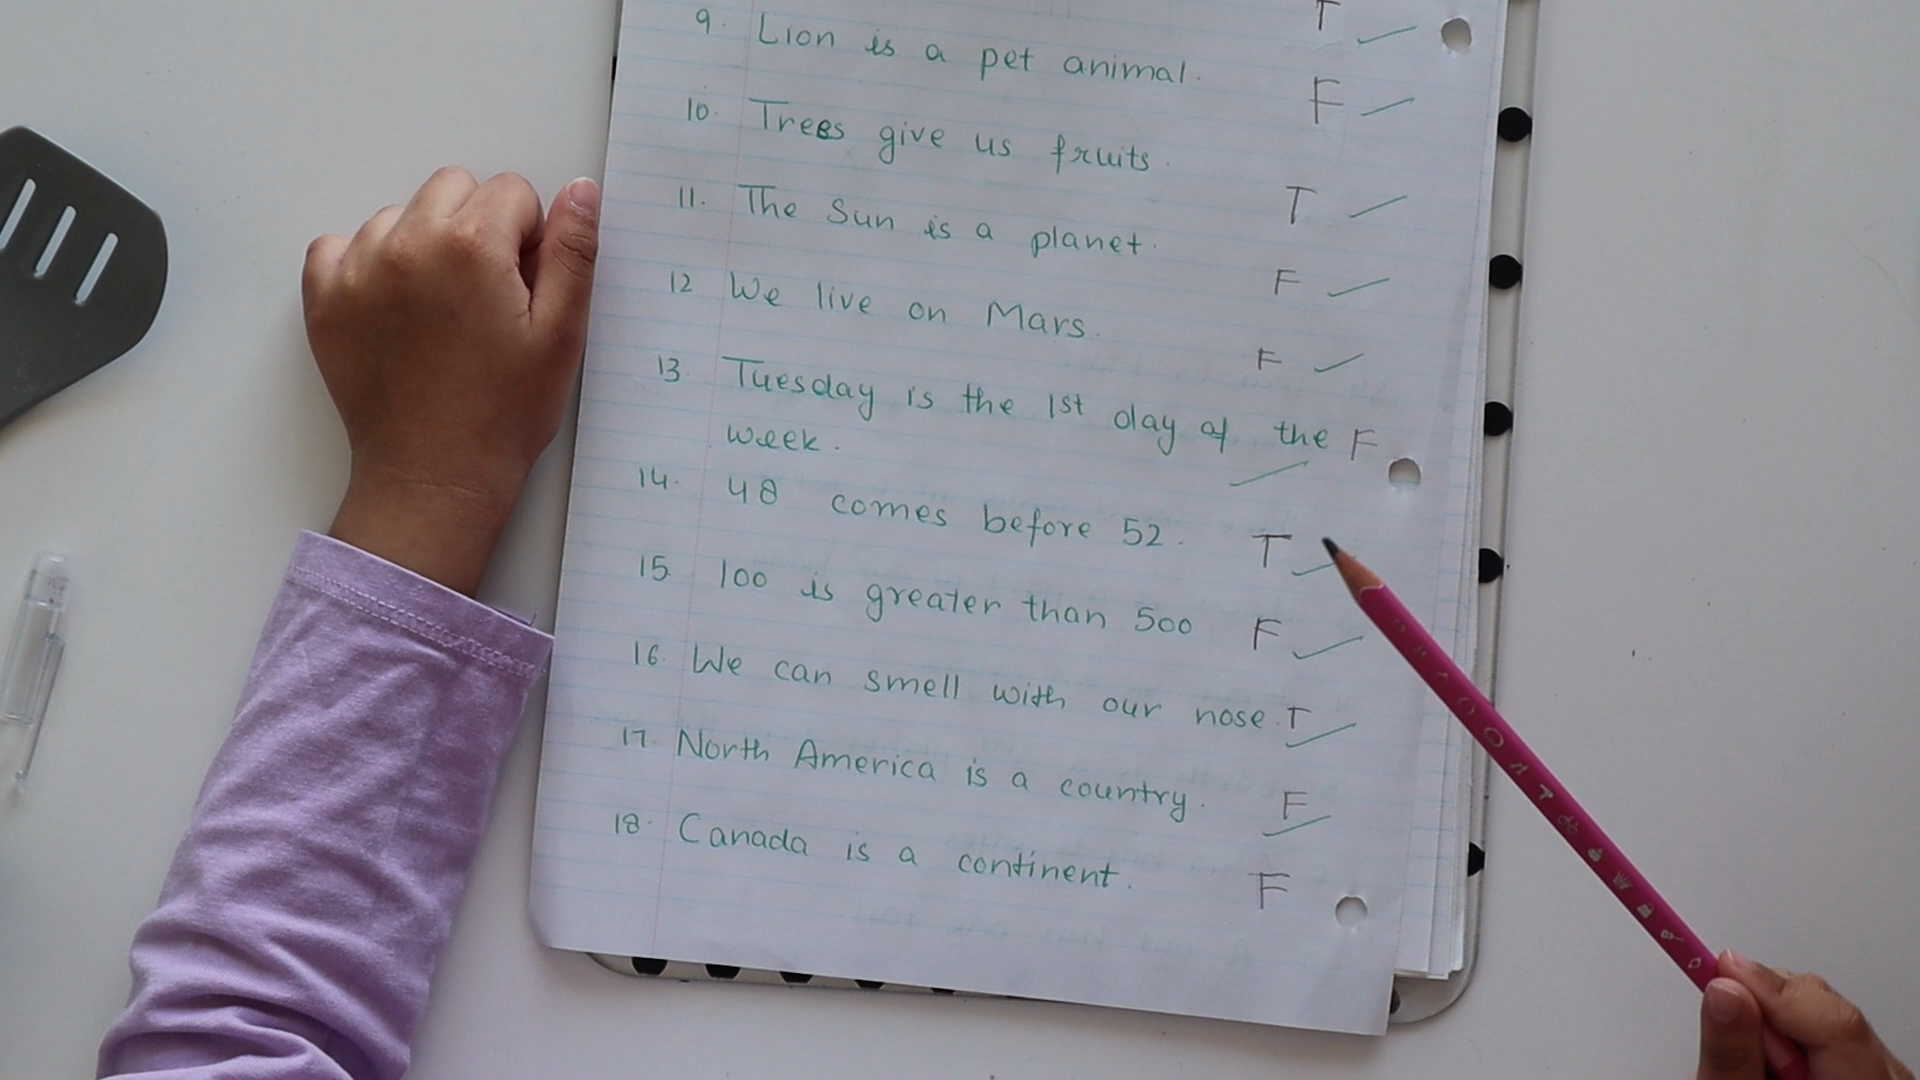 T
9. Lion is a pet animal. F
10. Trees give us fruits. T
11. The Sun is a planet. F
12 We live on Mars. F
13. Tuesday is the 1st day of the F
week.
14. 48 comes before 52. T
15. 100 is greater than 500 F
16. We can smell with our nose. T
17. North America is a country. F
18. Canada is a continent. F